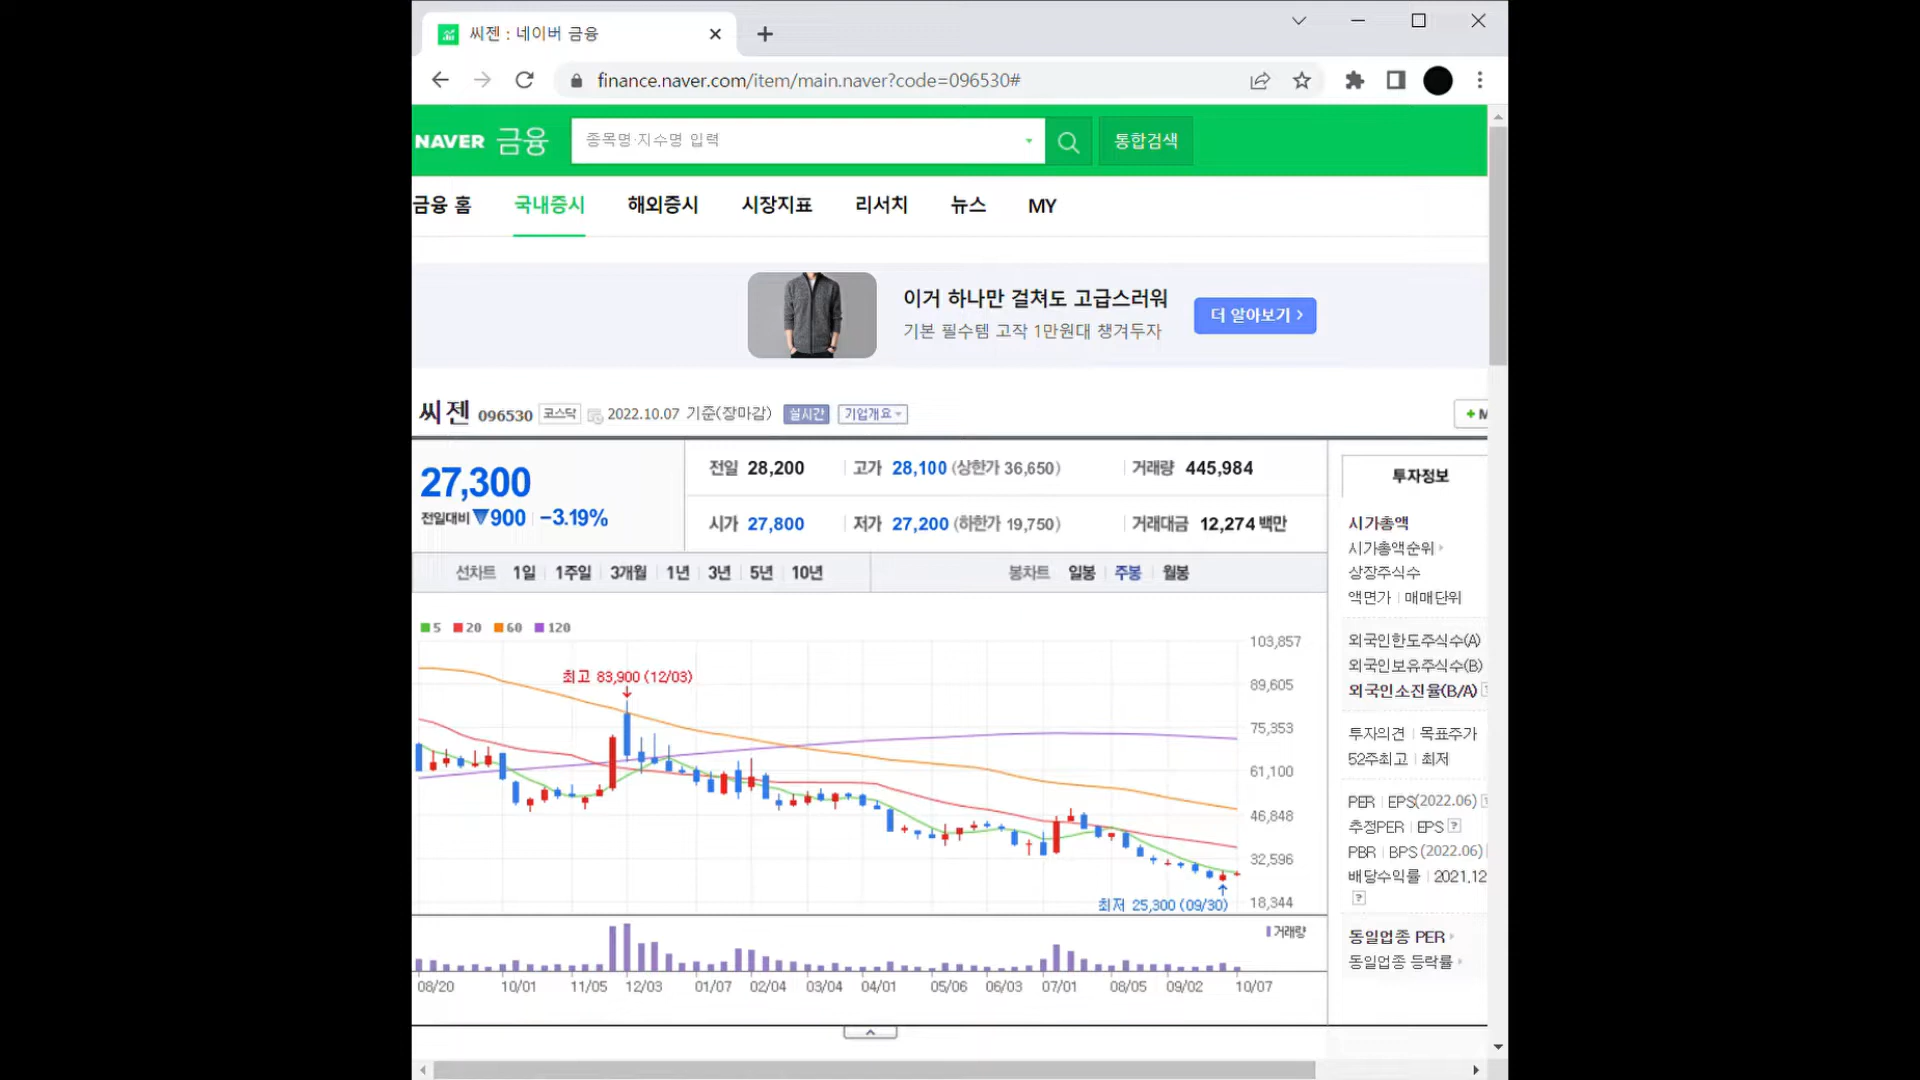 씨젠 : 네이버 금융
finance.naver.com/item/main.naver?code=096530#
NAVER 금융 종목명·지수명 입력 통합검색
금융 홈 국내증시 해외증시 시장지표 리서치 뉴스 MY
이거 하나만 걸쳐도 고급스러워
기본 필수템 고작 1만원대 챙겨두자
더 알아보기 >
씨젠 096530 코스닥 2022.10.07 기준(장마감) 실시간 기업개요
+ M
27,300
전일대비 ▼900 -3.19%
전일 28,200 고가 28,100 (상한가 36,650) 거래량 445,984
시가 27,800 저가 27,200 (하한가 19,750) 거래대금 12,274 백만
선차트 1일 1주일 3개월 1년 3년 5년 10년 봉차트 일봉 주봉 월봉
5 20 60 120
최고 83,900 (12/03)
최저 25,300 (09/30)
103,857
89,605
75,353
61,100
46,848
32,596
18,344
거래량
08/20 10/01 11/05 12/03 01/07 02/04 03/04 04/01 05/06 06/03 07/01 08/05 09/02 10/07
투자정보
시가총액
시가총액순위
상장주식수
액면가 | 매매단위
외국인한도주식수(A)
외국인보유주식수(B)
외국인소진율(B/A)
투자의견 | 목표주가
52주최고 | 최저
PER | EPS(2022.06)
추정PER | EPS ?
PBR | BPS (2022.06)
배당수익률 | 2021.12
?
동일업종 PER
동일업종 등락률